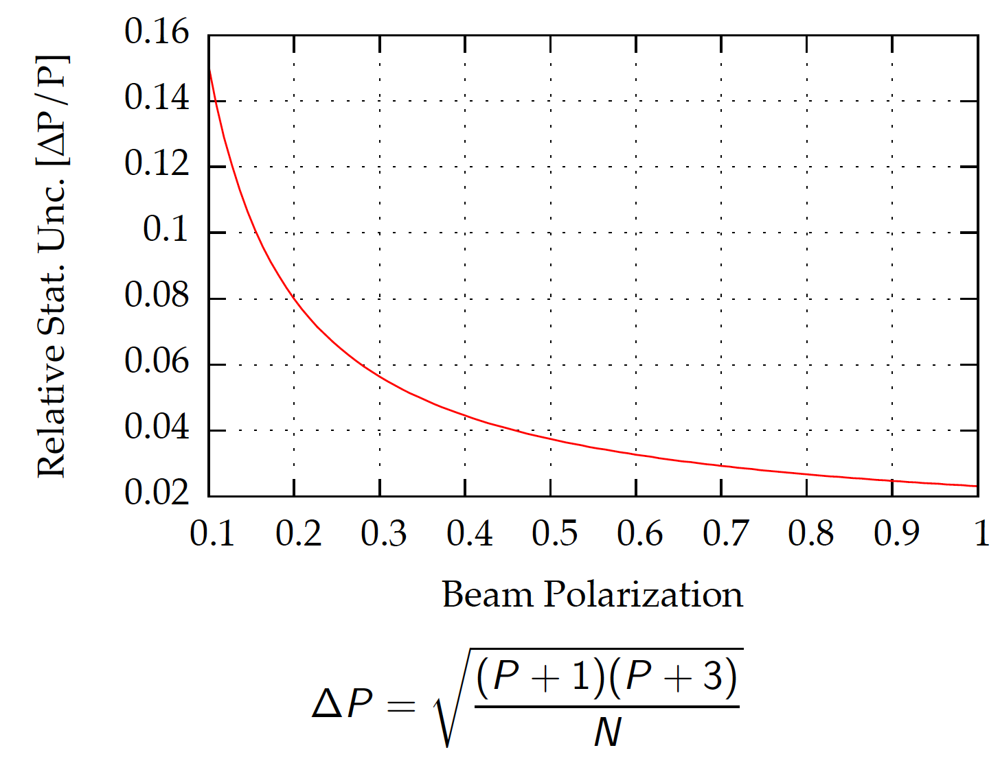 0.16
0.14
0.12
0.1
0.08
0.06
0.04
0.02
Relative Stat. Unc. [ΔP / P]
0.1 0.2 0.3 0.4 0.5 0.6 0.7 0.8 0.9 1
Beam Polarization
ΔP = √((P + 1)(P + 3) / N)